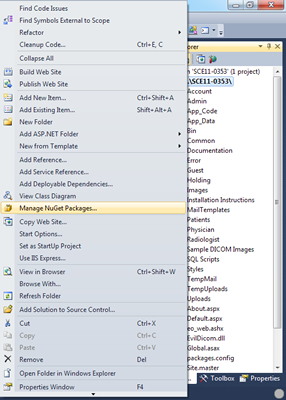 Find Code Issues
Find Symbols External to Scope
Refactor
Cleanup Code... Ctrl+E, C
Collapse All
Build Web Site
Publish Web Site
Add New Item... Ctrl+Shift+A
Add Existing Item... Shift+Alt+A
New Folder
Add ASP.NET Folder
New from Template
Add Reference...
Add Service Reference...
Add Deployable Dependencies...
View Class Diagram
Manage NuGet Packages...
Copy Web Site...
Start Options...
Set as StartUp Project
Use IIS Express...
View in Browser Ctrl+Shift+W
Browse With...
Refresh Folder
Add Solution to Source Control...
Cut Ctrl+X
Copy Ctrl+C
Paste Ctrl+V
Remove Del
Open Folder in Windows Explorer
Properties Window F4
orer
'SCE11-0353' (1 project)
\SCE11-0353\
Account
Admin
App_Code
App_Data
Bin
Common
Documentation
Error
Guest
Holding
Images
Installation Instructions
MailTemplates
Patients
Physician
Radiologist
Sample DICOM Images
SQL Scripts
Styles
TempMail
TempUploads
Uploads
About.aspx
Default.aspx
eo_web.ashx
EvilDicom.dll
Global.asax
packages.config
Site.master
Toolbox
Properties